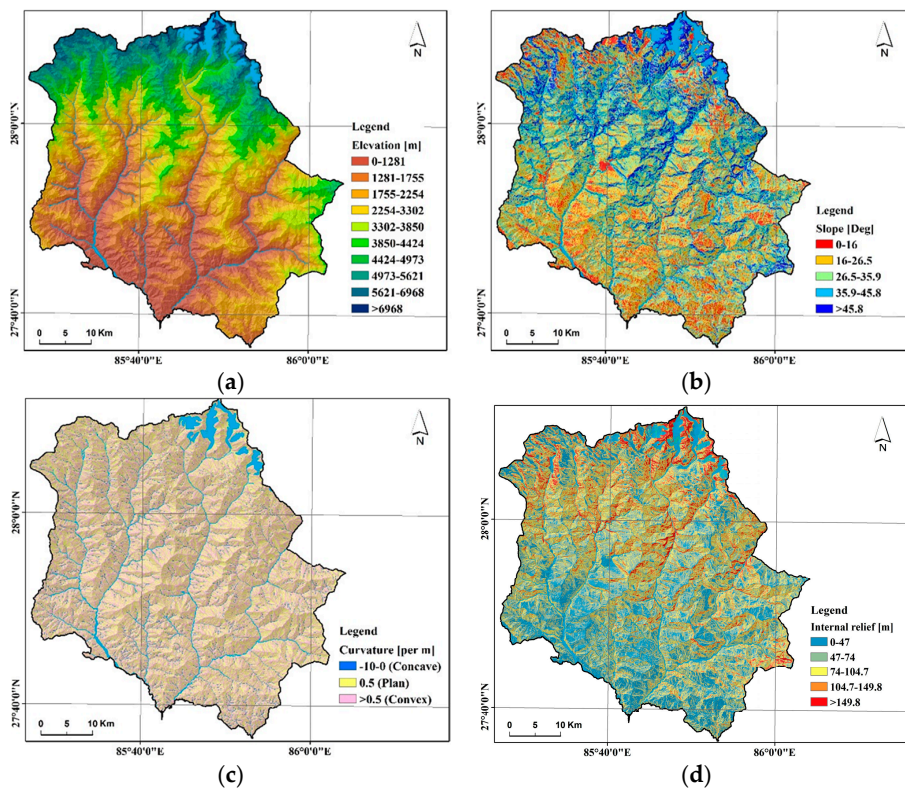 N
28°0'0"N
27°40'0"N
Legend
Elevation [m]
0-1281
1281-1755
1755-2254
2254-3302
3302-3850
3850-4424
4424-4973
4973-5621
5621-6968
>6968
0 5 10 Km
85°40'0"E 86°0'0"E
(a)
N
28°0'0"N
27°40'0"N
Legend
Slope [Deg]
0-16
16-26.5
26.5-35.9
35.9-45.8
>45.8
0 5 10 Km
85°40'0"E 86°0'0"E
(b)
N
28°0'0"N
27°40'0"N
Legend
Curvature [per m]
-10-0 (Concave)
0.5 (Plan)
>0.5 (Convex)
0 5 10 Km
85°40'0"E 86°0'0"E
(c)
N
28°0'0"N
27°40'0"N
Legend
Internal relief [m]
0-47
47-74
74-104.7
104.7-149.8
>149.8
0 5 10 Km
85°40'0"E 86°0'0"E
(d)